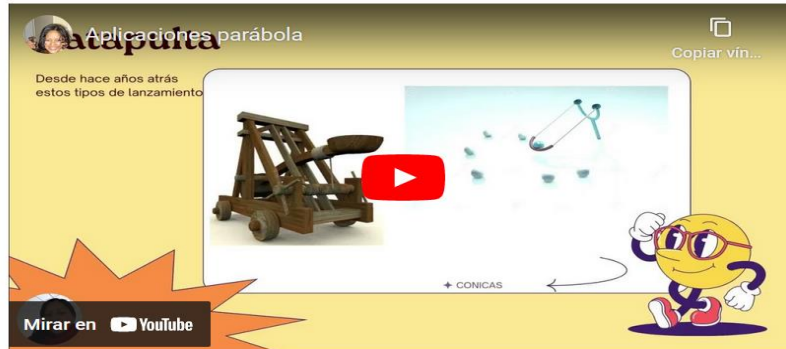 Aplicaciones parábola
Catapulta
Copiar vín...
Desde hace años atrás
estos tipos de lanzamiento
CONICAS
Mirar en YouTube